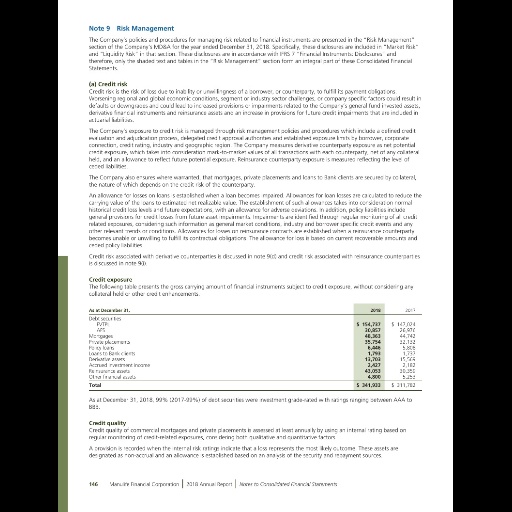 Note 9 Risk Management
The Company's policies and procedures for managing risk related to financial instruments are presented in the "Risk Management"
section of the Company's MD&A for the year ended December 31, 2018. Specifically, these disclosures are included in "Market Risk"
and "Liquidity Risk" in that section. These disclosures are in accordance with IFRS 7 "Financial Instruments: Disclosures" and
therefore, only the shaded text and tables in the "Risk Management" section form an integral part of these Consolidated Financial
Statements.
(a) Credit risk
Credit risk is the risk of loss due to inability or unwillingness of a borrower, or counterparty, to fulfill its payment obligations.
Worsening regional and global economic conditions, segment or industry sector challenges, or company specific factors could result in
defaults or downgrades and could lead to increased provisions or impairments related to the Company's general fund invested assets,
derivative financial instruments and reinsurance assets and an increase in provisions for future credit impairments that are included in
actuarial liabilities.
The Company's exposure to credit risk is managed through risk management policies and procedures which include a defined credit
evaluation and adjudication process, delegated credit approval authorities and established exposure limits by borrower, corporate
connection, credit rating, industry and geographic region. The Company measures derivative counterparty exposure as net potential
credit exposure, which takes into consideration mark-to-market values of all transactions with each counterparty, net of any collateral
held, and an allowance to reflect future potential exposure. Reinsurance counterparty exposure is measured reflecting the level of
ceded liabilities.
The Company also ensures where warranted, that mortgages, private placements and loans to Bank clients are secured by collateral,
the nature of which depends on the credit risk of the counterparty.
An allowance for losses on loans is established when a loan becomes impaired. Allowances for loan losses are calculated to reduce the
carrying value of the loans to estimated net realizable value. The establishment of such allowances takes into consideration normal
historical credit loss levels and future expectations, with an allowance for adverse deviations. In addition, policy liabilities include
general provisions for credit losses from future asset impairments. Impairments are identified through regular monitoring of all credit
related exposures, considering such information as general market conditions, industry and borrower specific credit events and any
other relevant trends or conditions. Allowances for losses on reinsurance contracts are established when a reinsurance counterparty
becomes unable or unwilling to fulfill its contractual obligations. The allowance for loss is based on current recoverable amounts and
ceded policy liabilities.
Credit risk associated with derivative counterparties is discussed in note 9(d) and credit risk associated with reinsurance counterparties
is discussed in note 9(i).
Credit exposure
The following table presents the gross carrying amount of financial instruments subject to credit exposure, without considering any
collateral held or other credit enhancements.
As at December 31, 2018 2017
Debt securities
FVTPL $ 154,737 $ 147,024
AFS 30,857 26,976
Mortgages 48,363 44,742
Private placements 35,754 32,132
Policy loans 6,446 5,808
Loans to Bank clients 1,793 1,737
Derivative assets 13,703 15,569
Accrued investment income 2,427 2,182
Reinsurance assets 43,053 30,359
Other financial assets 4,800 5,253
Total $ 341,933 $ 311,782
As at December 31, 2018, 99% (2017-99%) of debt securities were investment grade-rated with ratings ranging between AAA to
BBB.
Credit quality
Credit quality of commercial mortgages and private placements is assessed at least annually by using an internal rating based on
regular monitoring of credit-related exposures, considering both qualitative and quantitative factors.
A provision is recorded when the internal risk ratings indicate that a loss represents the most likely outcome. These assets are
designated as non-accrual and an allowance is established based on an analysis of the security and repayment sources.
146 Manulife Financial Corporation | 2018 Annual Report | Notes to Consolidated Financial Statements